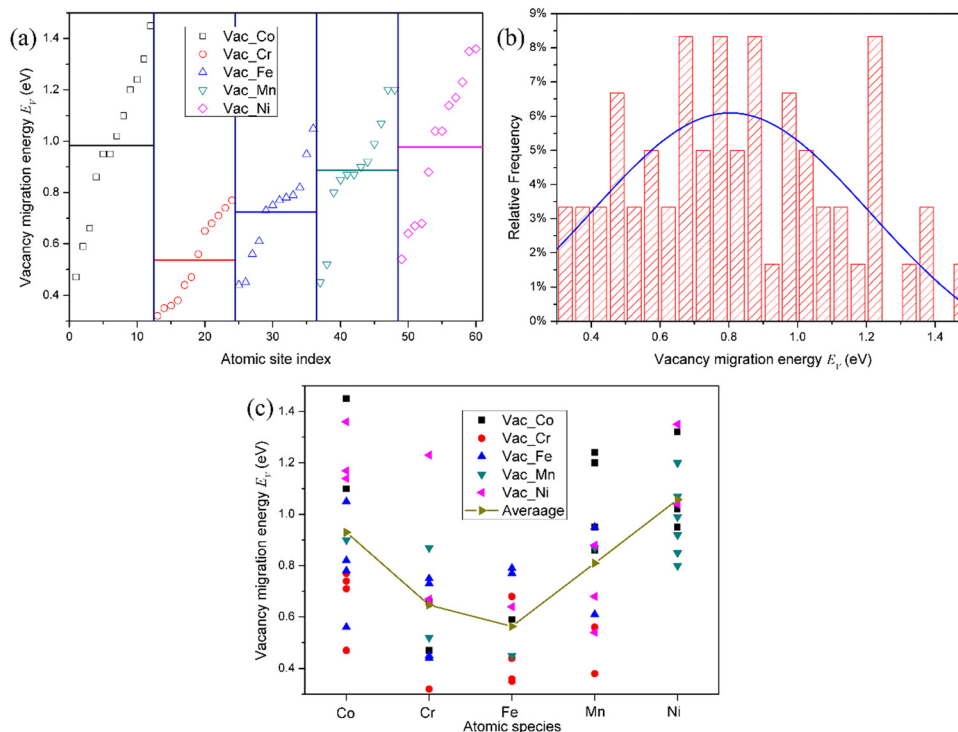 (a)
Vacancy migration energy EV (eV)
1.4
1.2
1.0
0.8
0.6
0.4
Vac_Co
Vac_Cr
Vac_Fe
Vac_Mn
Vac_Ni
0 10 20 30 40 50 60
Atomic site index
(b)
Relative Frequency
9%
8%
7%
6%
5%
4%
3%
2%
1%
0%
0.4 0.6 0.8 1.0 1.2 1.4
Vacancy migration energy EV (eV)
(c)
Vacancy migration energy EV (eV)
1.4
1.2
1.0
0.8
0.6
0.4
Vac_Co
Vac_Cr
Vac_Fe
Vac_Mn
Vac_Ni
Averaage
Co Cr Fe Mn Ni
Atomic species